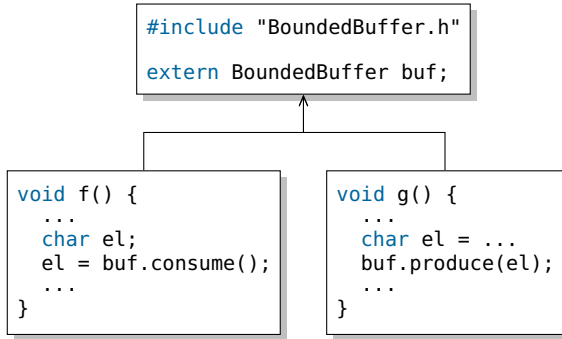 #include "BoundedBuffer.h"
extern BoundedBuffer buf;
void f() {
...
char el;
el = buf.consume();
...
}
void g() {
...
char el = ...
buf.produce(el);
...
}